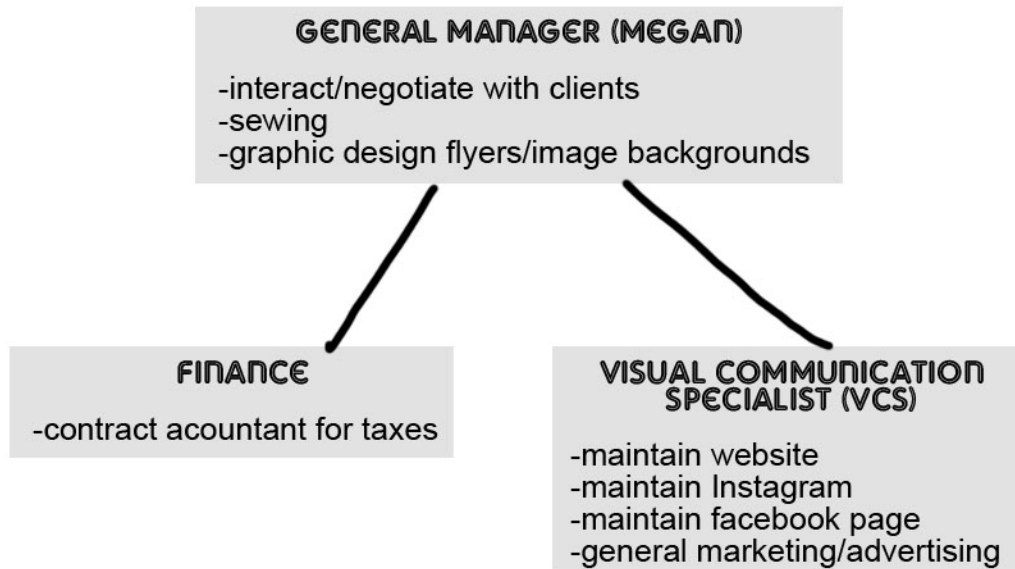 GENERAL MANAGER (MEGAN)
-interact/negotiate with clients
-sewing
-graphic design flyers/image backgrounds
FINANCE
-contract acountant for taxes
VISUAL COMMUNICATION
SPECIALIST (VCS)
-maintain website
-maintain Instagram
-maintain facebook page
-general marketing/advertising